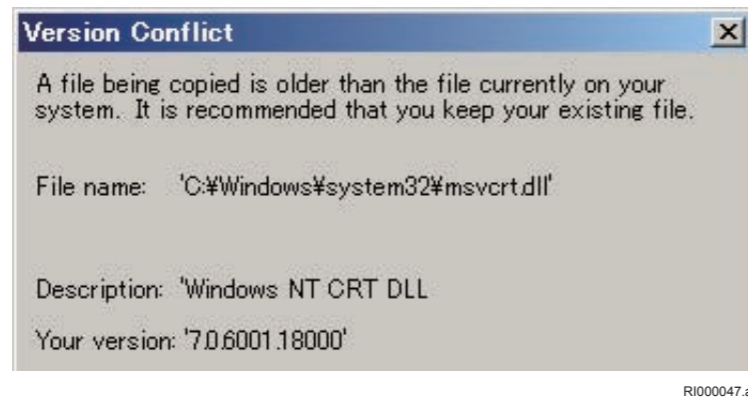 Version Conflict
A file being copied is older than the file currently on your
system. It is recommended that you keep your existing file.
File name: 'C:¥Windows¥system32¥msvcrt.dll'
Description: 'Windows NT CRT DLL
Your version: '7.0.6001.18000'
RI000047.a